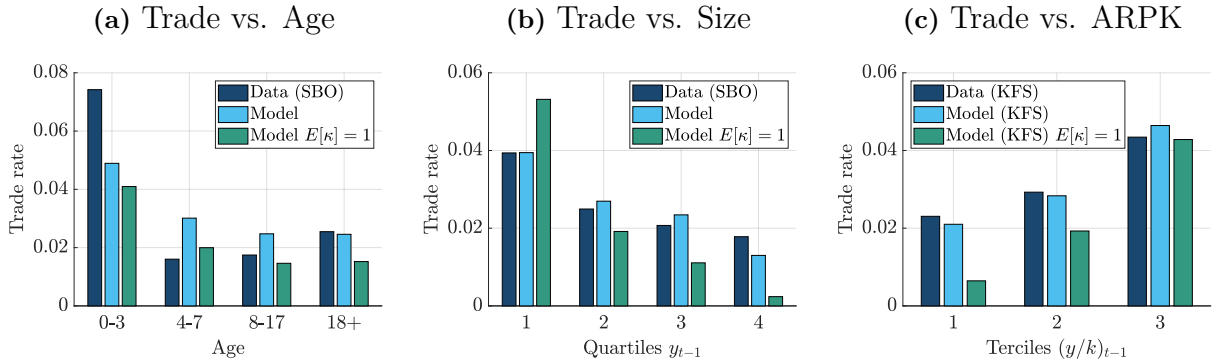 (a) Trade vs. Age
Trade rate
0.08
0.06
0.04
0.02
0
Data (SBO)
Model
Model E[κ] = 1
0-3 4-7 8-17 18+
Age
(b) Trade vs. Size
Trade rate
0.06
0.04
0.02
0
Data (SBO)
Model
Model E[κ] = 1
1 2 3 4
Quartiles y_{t−1}
(c) Trade vs. ARPK
Trade rate
0.06
0.04
0.02
0
Data (KFS)
Model (KFS)
Model (KFS) E[κ] = 1
1 2 3
Terciles (y/k)_{t−1}